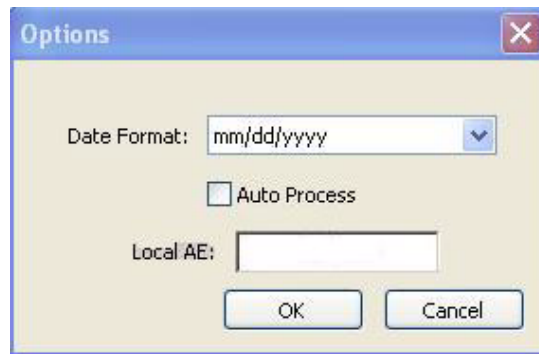 Options
Date Format: mm/dd/yyyy
Auto Process
Local AE:
OK Cancel